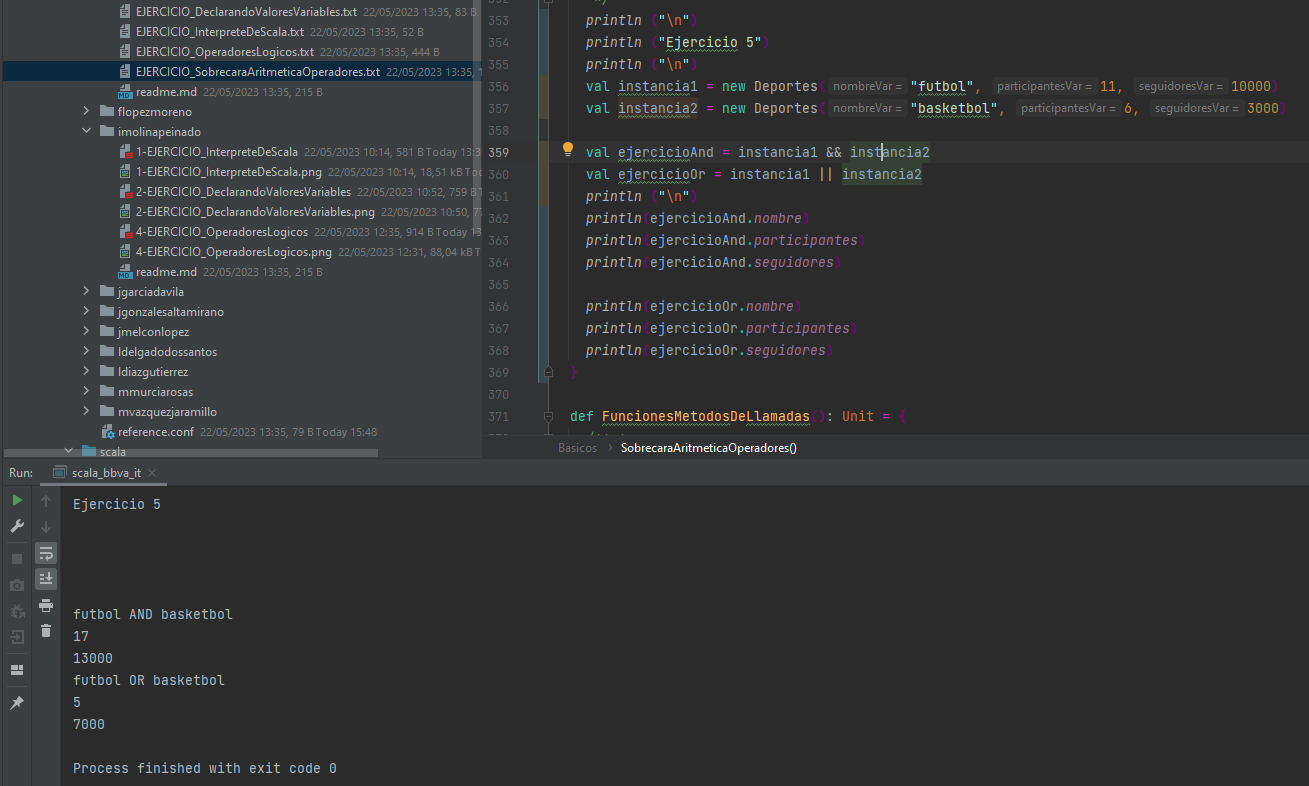 EJERCICIO_DeclarandoValoresVariables.txt 22/05/2023 13:35, 83 B
EJERCICIO_InterpreteDeScala.txt 22/05/2023 13:35, 52 B
EJERCICIO_OperadoresLogicos.txt 22/05/2023 13:35, 444 B
EJERCICIO_SobrecaraAritmeticaOperadores.txt 22/05/2023 13:35, 1
readme.md 22/05/2023 13:35, 215 B
flopezmoreno
imolinapeinado
1-EJERCICIO_InterpreteDeScala 22/05/2023 10:14, 581 B Today 13:3
1-EJERCICIO_InterpreteDeScala.png 22/05/2023 10:14, 18,51 kB Too
2-EJERCICIO_DeclarandoValoresVariables 22/05/2023 10:52, 759 B
2-EJERCICIO_DeclarandoValoresVariables.png 22/05/2023 10:50, 77
4-EJERCICIO_OperadoresLogicos 22/05/2023 12:35, 914 B Today 13
4-EJERCICIO_OperadoresLogicos.png 22/05/2023 12:31, 88,04 kB T
readme.md 22/05/2023 13:35, 215 B
jgarciadavila
jgonzalesaltamirano
jmelconlopez
ldelgadodossantos
ldiazgutierrez
mmurciarosas
mvazquezjaramillo
reference.conf 22/05/2023 13:35, 79 B Today 15:48
scala
352 */
353 println ("\n")
354 println ("Ejercicio 5")
355 println ("\n")
356 val instancia1 = new Deportes( nombreVar = "futbol", participantesVar = 11, seguidoresVar = 10000)
357 val instancia2 = new Deportes( nombreVar = "basketbol", participantesVar = 6, seguidoresVar = 3000)
358
359 val ejercicioAnd = instancia1 && instancia2
360 val ejercicioOr = instancia1 || instancia2
361 println ("\n")
362 println(ejercicioAnd.nombre)
363 println(ejercicioAnd.participantes)
364 println(ejercicioAnd.seguidores)
365
366 println(ejercicioOr.nombre)
367 println(ejercicioOr.participantes)
368 println(ejercicioOr.seguidores)
369 }
370
371 def FuncionesMetodosDeLlamadas(): Unit = {
Basicos > SobrecaraAritmeticaOperadores()
Run: scala_bbva_it ×
Ejercicio 5
futbol AND basketbol
17
13000
futbol OR basketbol
5
7000
Process finished with exit code 0